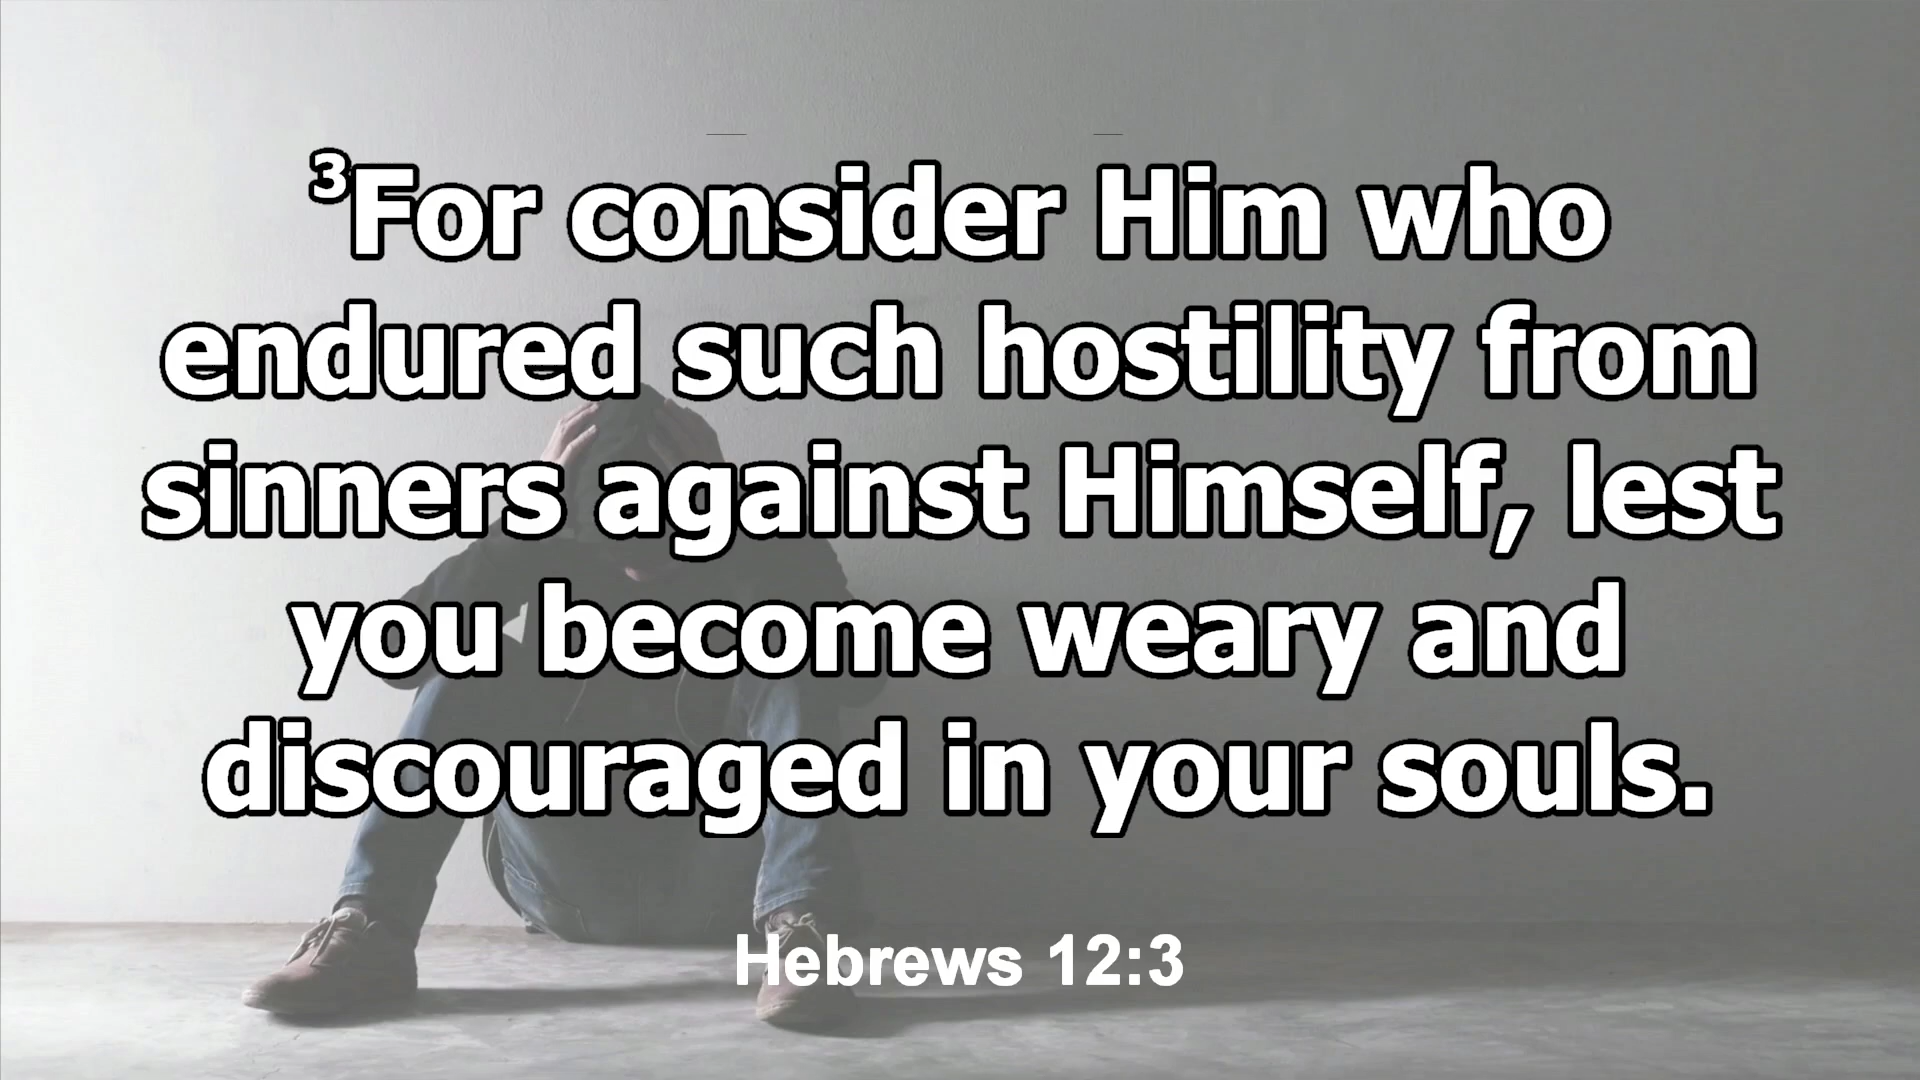 ³For consider Him who
endured such hostility from
sinners against Himself, lest
you become weary and
discouraged in your souls.
Hebrews 12:3